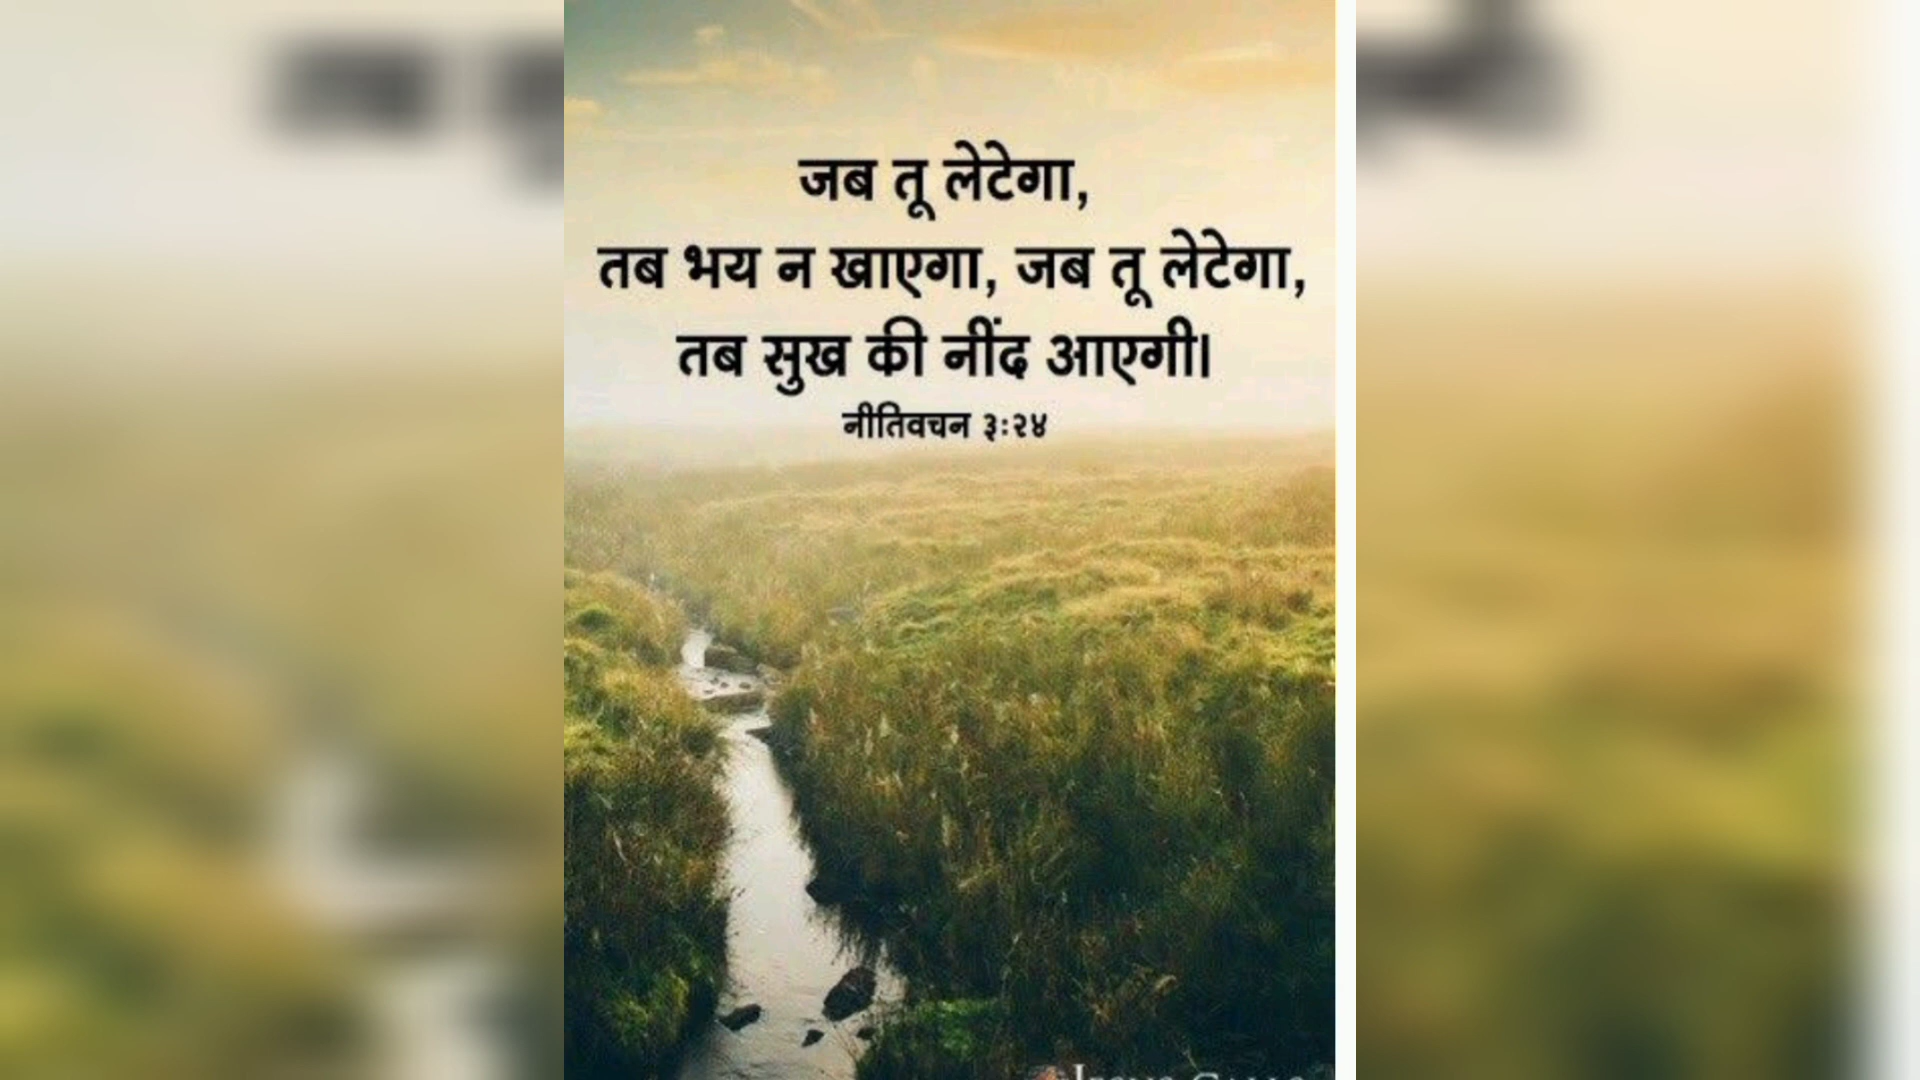 जब तू लेटेगा,
तब भय न खाएगा, जब तू लेटेगा,
तब सुख की नींद आएगी।
नीतिवचन ३:२४